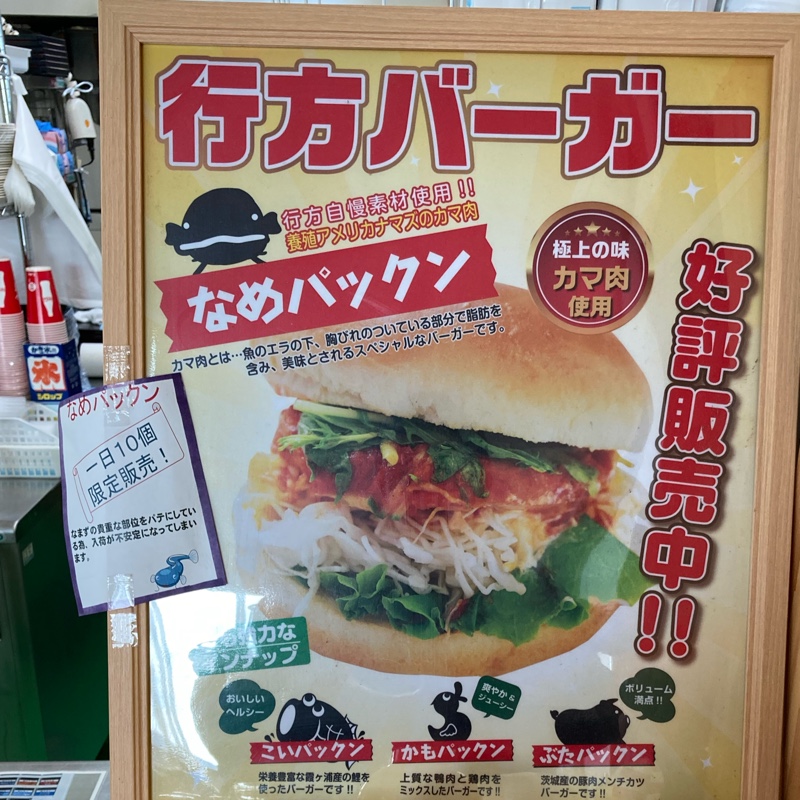 行方バーガー
行方自慢素材使用!!
養殖アメリカナマズのカマ肉
なめパックン
カマ肉とは…魚のエラの下、胸びれのついている部分で脂肪を
含み、美味とされるスペシャルなバーガーです。
極上の味
カマ肉
使用
好評販売中!!
なめパックン
一日10個
限定販売!
なまずの貴重な部位をパテにしてい
る為、入荷が不安定になってしまい
ます。
氷
シロップ
力な
ンナップ
おいしい
ヘルシー
こいパックン
栄養豊富な霞ヶ浦産の鯉を
使ったバーガーです!!
爽やか&
ジューシー
かもパックン
上質な鴨肉と鶏肉を
ミックスしたバーガーです!!
ボリューム
満点!!
ぶたパックン
茨城産の豚肉メンチカツ
バーガーです!!